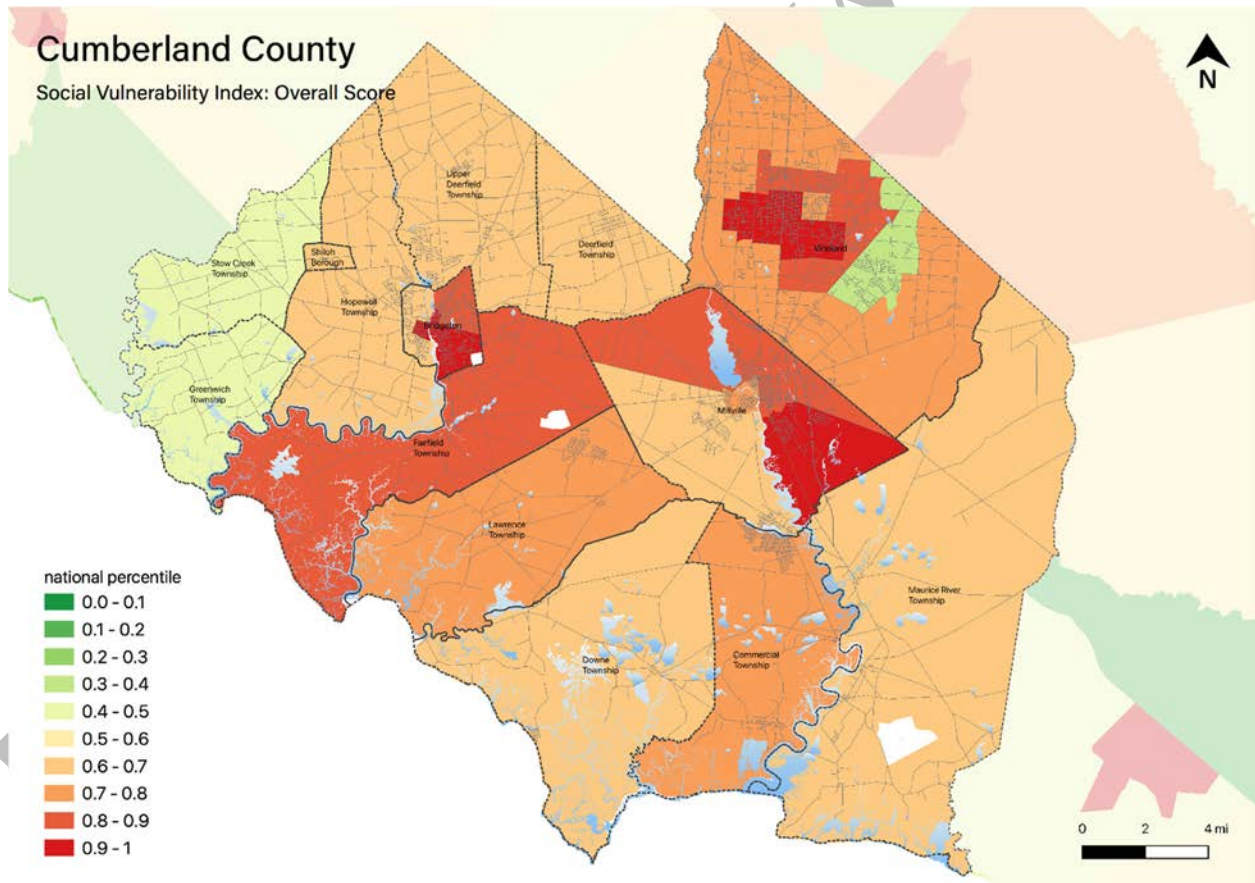 Cumberland County
Social Vulnerability Index: Overall Score
N
Upper
Deerfield
Township
Deerfield
Township
Vineland
Shiloh
Borough
Stow Creek
Township
Hopewell
Township
Bridgeton
Greenwich
Township
Millville
Fairfield
Township
Lawrence
Township
Maurice River
Township
Downe
Township
Commercial
Township
national percentile
0.0 - 0.1
0.1 - 0.2
0.2 - 0.3
0.3 - 0.4
0.4 - 0.5
0.5 - 0.6
0.6 - 0.7
0.7 - 0.8
0.8 - 0.9
0.9 - 1
0 2 4 mi